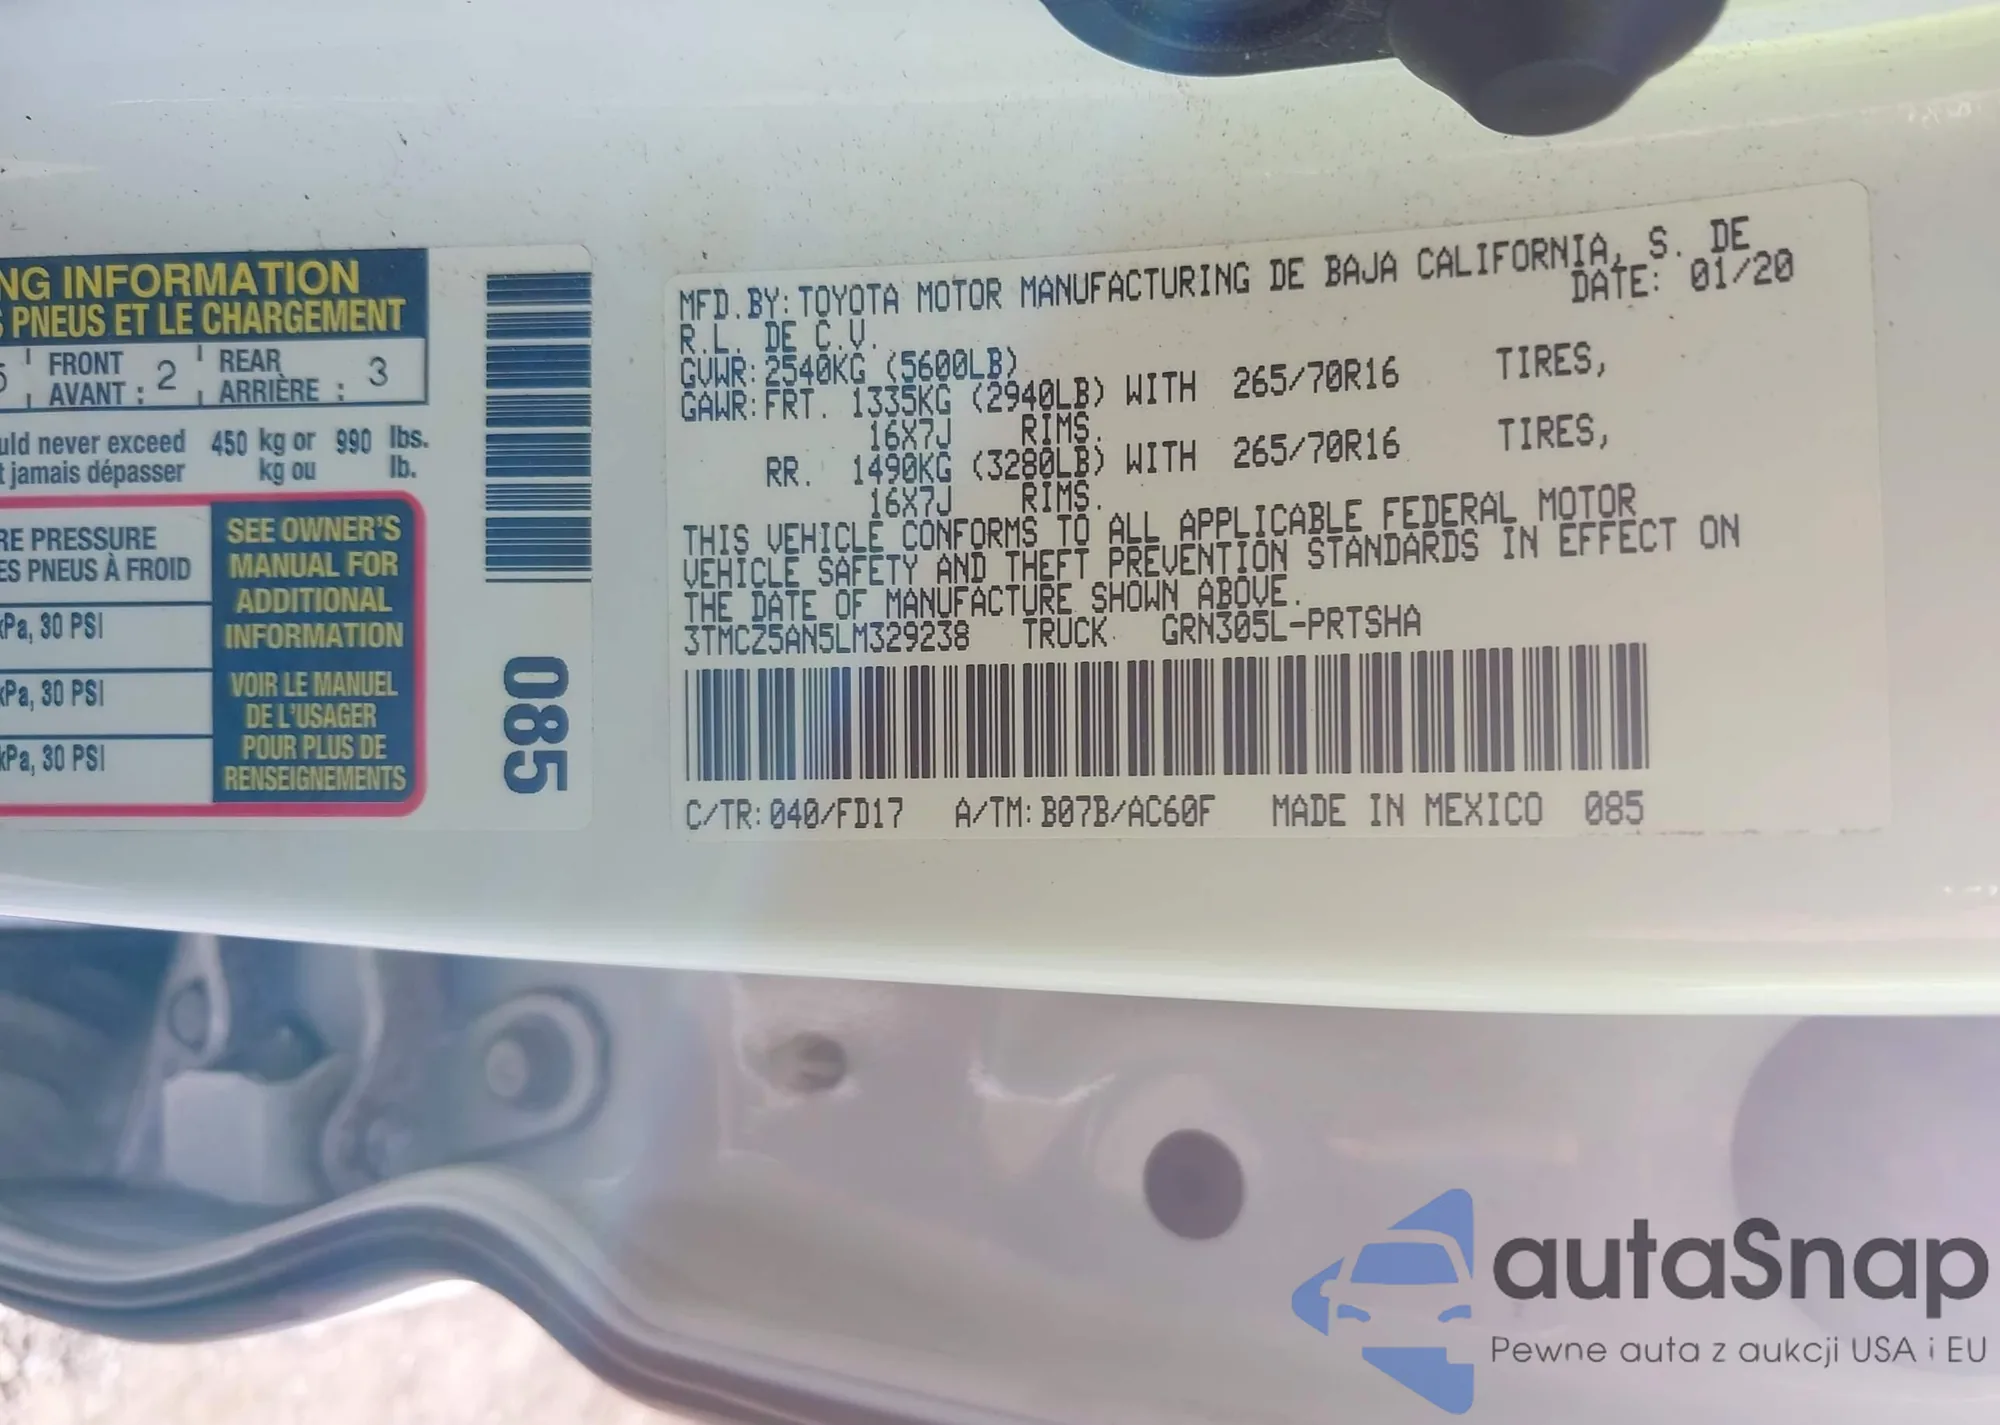 NG INFORMATION
PNEUS ET LE CHARGEMENT
FRONT 2 REAR 3
AVANT : ARRIÈRE :
uld never exceed 450 kg or 990 lbs.
t jamais dépasser kg ou lb.
RE PRESSURE
ES PNEUS À FROID
kPa, 30 PSI
kPa, 30 PSI
kPa, 30 PSI
SEE OWNER'S
MANUAL FOR
ADDITIONAL
INFORMATION
VOIR LE MANUEL
DE L'USAGER
POUR PLUS DE
RENSEIGNEMENTS
085
MFD.BY:TOYOTA MOTOR MANUFACTURING DE BAJA CALIFORNIA, S. DE
R.L. DE C.V. DATE: 01/20
GVWR:2540KG (5600LB)
GAWR:FRT. 1335KG (2940LB) WITH 265/70R16 TIRES,
16X7J RIMS.
RR. 1490KG (3280LB) WITH 265/70R16 TIRES,
16X7J RIMS.
THIS VEHICLE CONFORMS TO ALL APPLICABLE FEDERAL MOTOR
VEHICLE SAFETY AND THEFT PREVENTION STANDARDS IN EFFECT ON
THE DATE OF MANUFACTURE SHOWN ABOVE.
3TMCZ5AN5LM329238 TRUCK GRN305L-PRTSHA
C/TR:040/FD17 A/TM:B07B/AC60F MADE IN MEXICO 085
autaSnap
Pewne auta z aukcji USA i EU